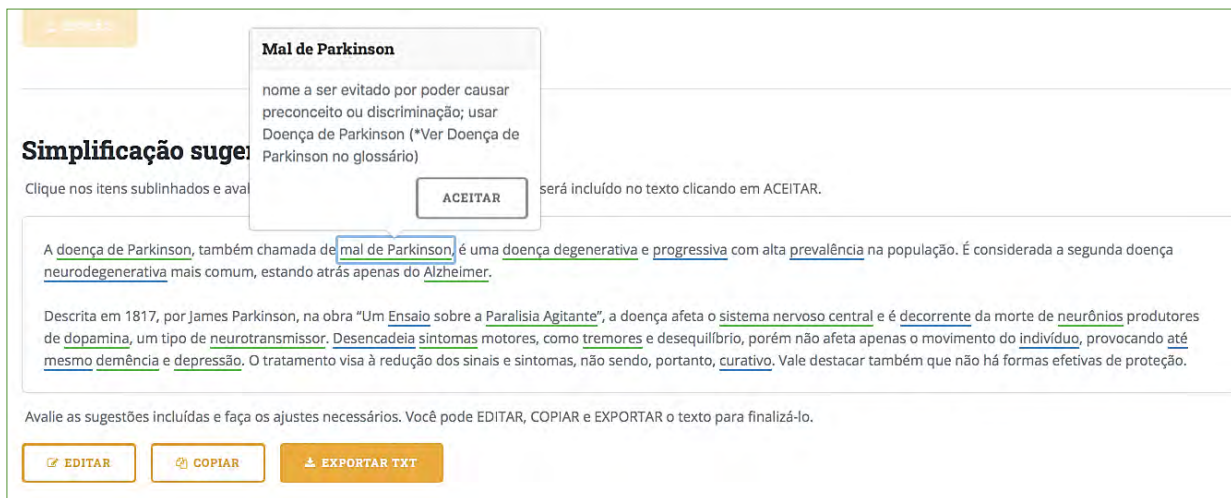 Mal de Parkinson
nome a ser evitado por poder causar
preconceito ou discriminação; usar
Doença de Parkinson (*Ver Doença de
Parkinson no glossário)
ACEITAR
Simplificação suge
Clique nos itens sublinhados e aval será incluído no texto clicando em ACEITAR.
A doença de Parkinson, também chamada de mal de Parkinson, é uma doença degenerativa e progressiva com alta prevalência na população. É considerada a segunda doença
neurodegenerativa mais comum, estando atrás apenas do Alzheimer.
Descrita em 1817, por James Parkinson, na obra “Um Ensaio sobre a Paralisia Agitante”, a doença afeta o sistema nervoso central e é decorrente da morte de neurônios produtores
de dopamina, um tipo de neurotransmissor. Desencadeia sintomas motores, como tremores e desequilíbrio, porém não afeta apenas o movimento do indivíduo, provocando até
mesmo demência e depressão. O tratamento visa à redução dos sinais e sintomas, não sendo, portanto, curativo. Vale destacar também que não há formas efetivas de proteção.
Avalie as sugestões incluídas e faça os ajustes necessários. Você pode EDITAR, COPIAR e EXPORTAR o texto para finalizá-lo.
EDITAR COPIAR EXPORTAR TXT